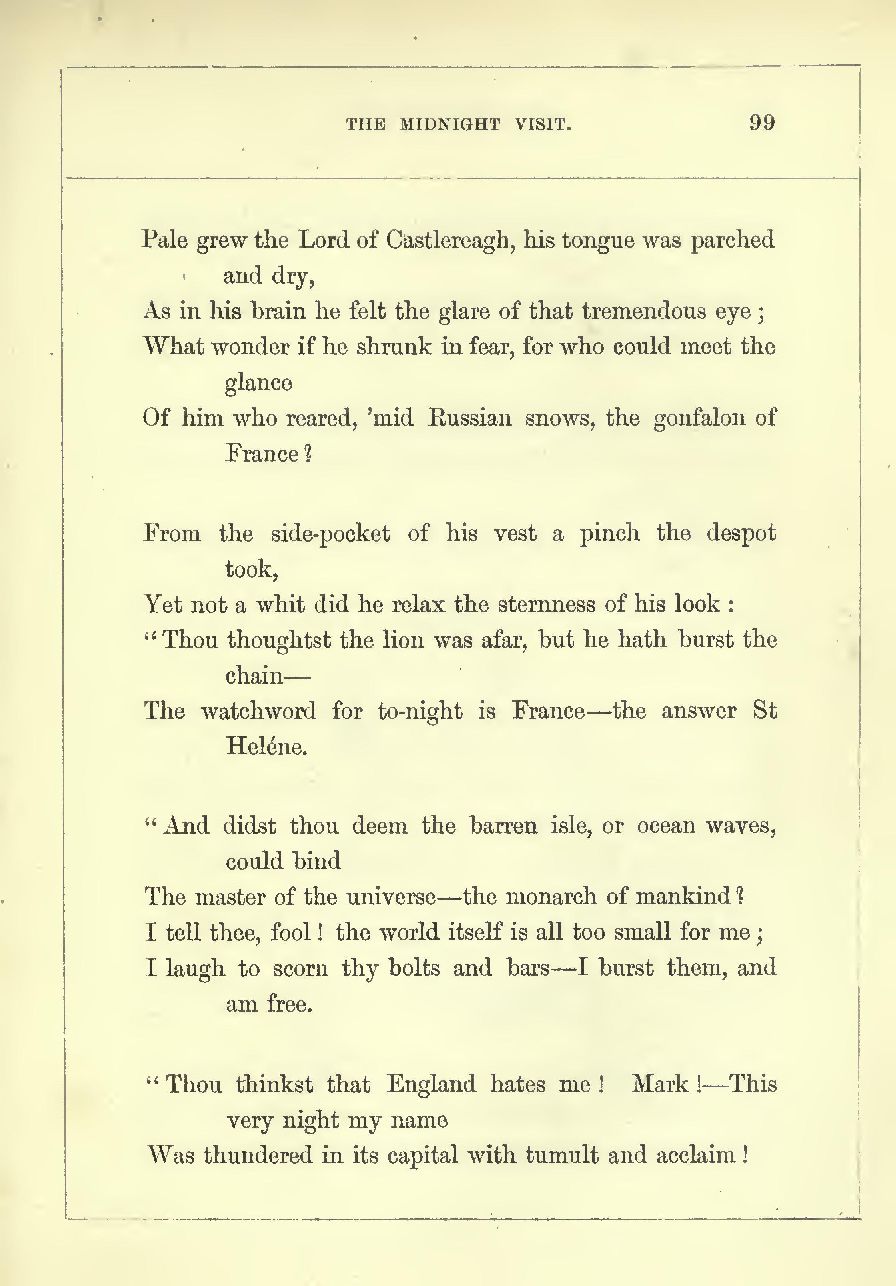 THE MIDNIGHT VISIT. 99
Pale grew the Lord of Castlereagh, his tongue was parched
and dry,
As in his brain he felt the glare of that tremendous eye ;
What wonder if he shrunk in fear, for who could meet the
glance
Of him who reared, ’mid Russian snows, the gonfalon of
France ?
From the side-pocket of his vest a pinch the despot
took,
Yet not a whit did he relax the sternness of his look :
“ Thou thoughtst the lion was afar, but he hath burst the
chain—
The watchword for to-night is France—the answer St
Heléne.
“ And didst thou deem the barren isle, or ocean waves,
could bind
The master of the universe—the monarch of mankind ?
I tell thee, fool ! the world itself is all too small for me ;
I laugh to scorn thy bolts and bars—I burst them, and
am free.
“ Thou thinkst that England hates me ! Mark !—This
very night my name
Was thundered in its capital with tumult and acclaim !